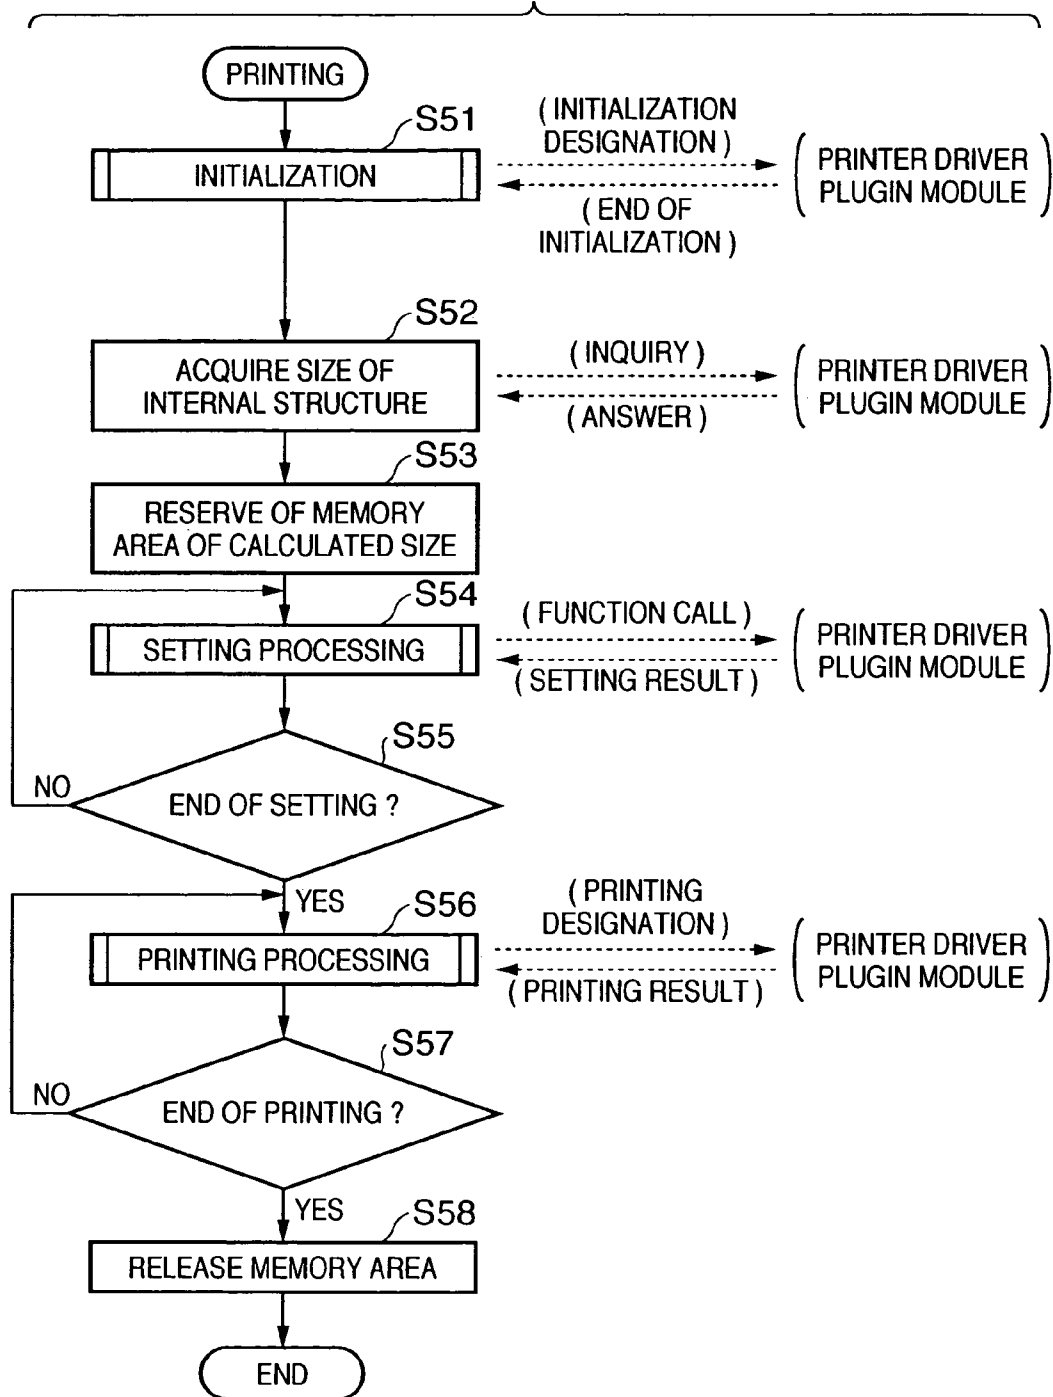 PRINTING
S51
INITIALIZATION
( INITIALIZATION
DESIGNATION )
( END OF
INITIALIZATION )
( PRINTER DRIVER
PLUGIN MODULE )
S52
ACQUIRE SIZE OF
INTERNAL STRUCTURE
( INQUIRY )
( ANSWER )
( PRINTER DRIVER
PLUGIN MODULE )
S53
RESERVE OF MEMORY
AREA OF CALCULATED SIZE
S54
SETTING PROCESSING
( FUNCTION CALL )
( SETTING RESULT )
( PRINTER DRIVER
PLUGIN MODULE )
S55
END OF SETTING ?
NO
YES
S56
PRINTING PROCESSING
( PRINTING
DESIGNATION )
( PRINTING RESULT )
( PRINTER DRIVER
PLUGIN MODULE )
S57
END OF PRINTING ?
NO
YES
S58
RELEASE MEMORY AREA
END